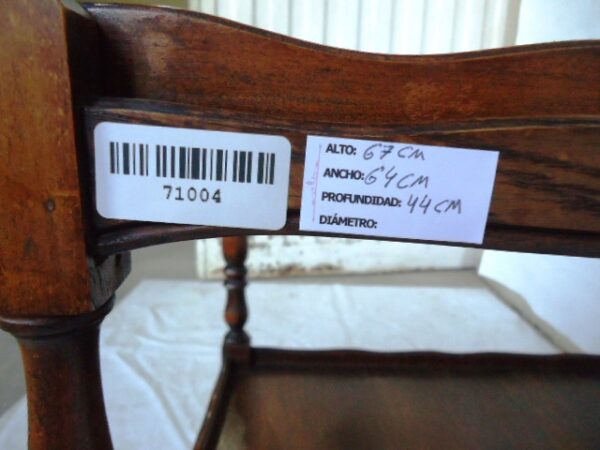 71004
ALTO: 67 CM
ANCHO: 64 CM
PROFUNDIDAD: 44 CM
DIÁMETRO: